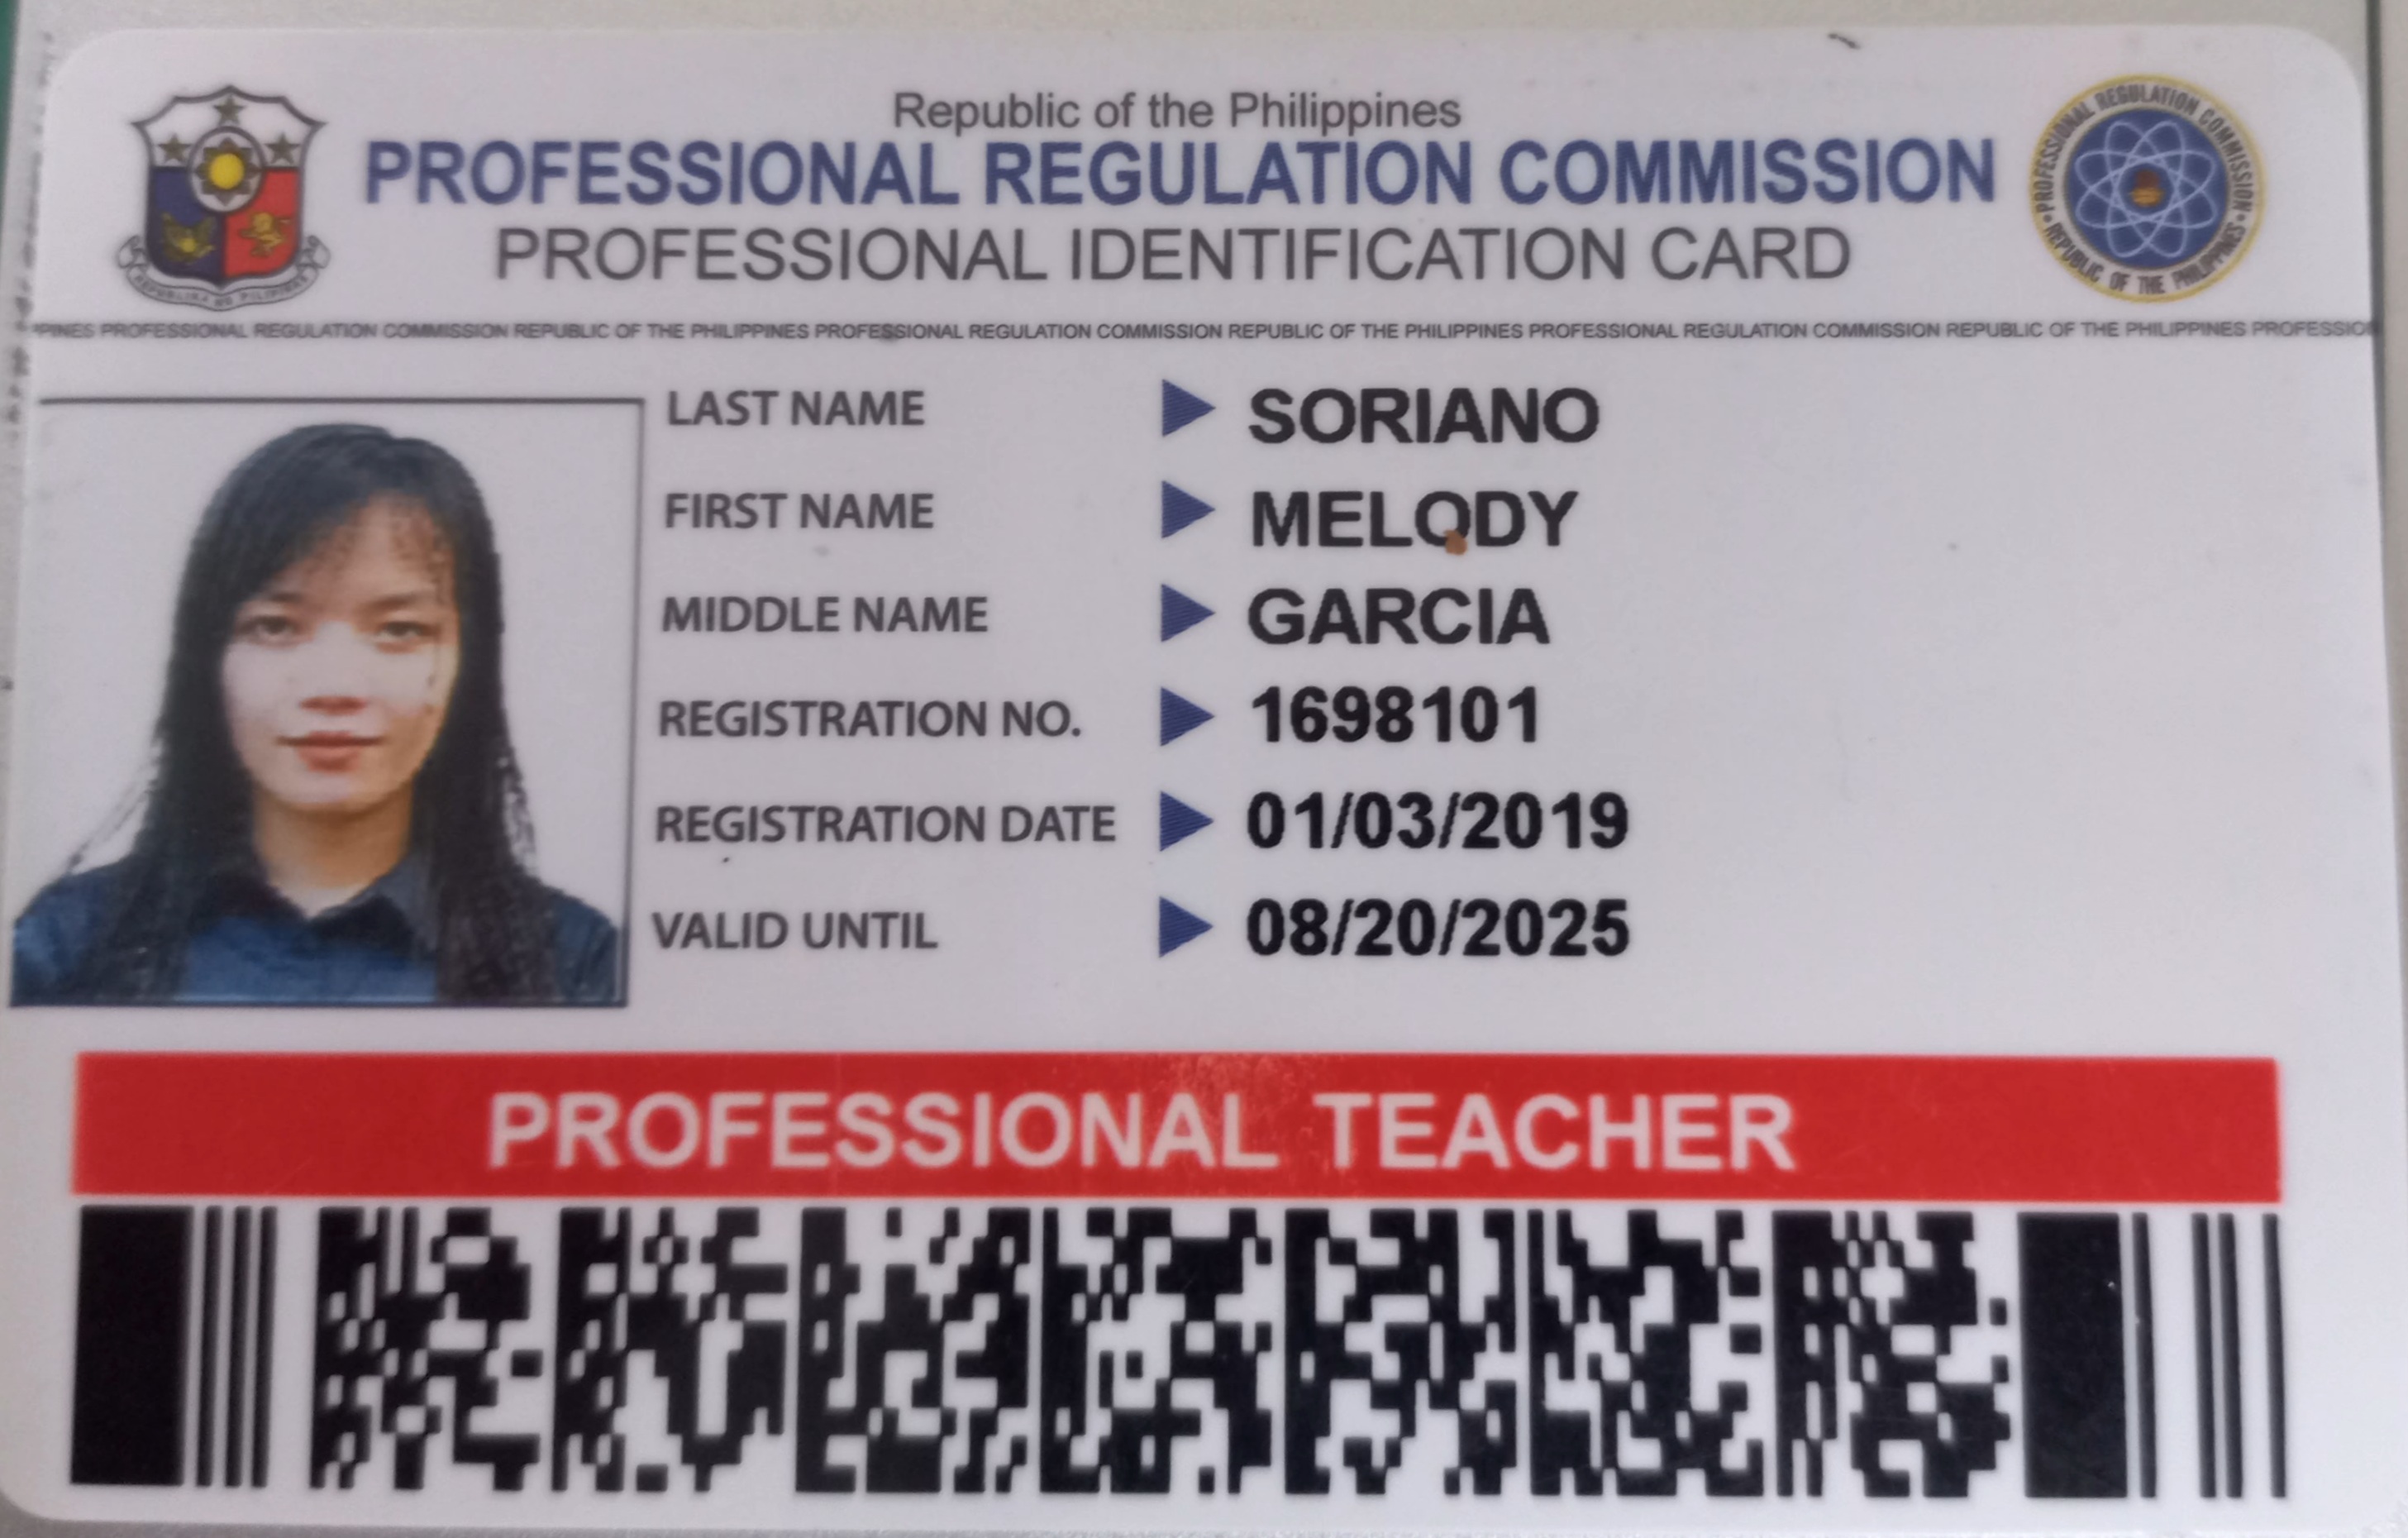 Republic of the Philippines
PROFESSIONAL REGULATION COMMISSION
PROFESSIONAL IDENTIFICATION CARD
REPUBLIKA NG PILIPINAS
PROFESSIONAL REGULATION COMMISSION
REPUBLIC OF THE PHILIPPINES
PINES PROFESSIONAL REGULATION COMMISSION REPUBLIC OF THE PHILIPPINES PROFESSIONAL REGULATION COMMISSION REPUBLIC OF THE PHILIPPINES PROFESSIONAL REGULATION COMMISSION REPUBLIC OF THE PHILIPPINES PROFESSIO
LAST NAME SORIANO
FIRST NAME MELODY
MIDDLE NAME GARCIA
REGISTRATION NO. 1698101
REGISTRATION DATE 01/03/2019
VALID UNTIL 08/20/2025
PROFESSIONAL TEACHER